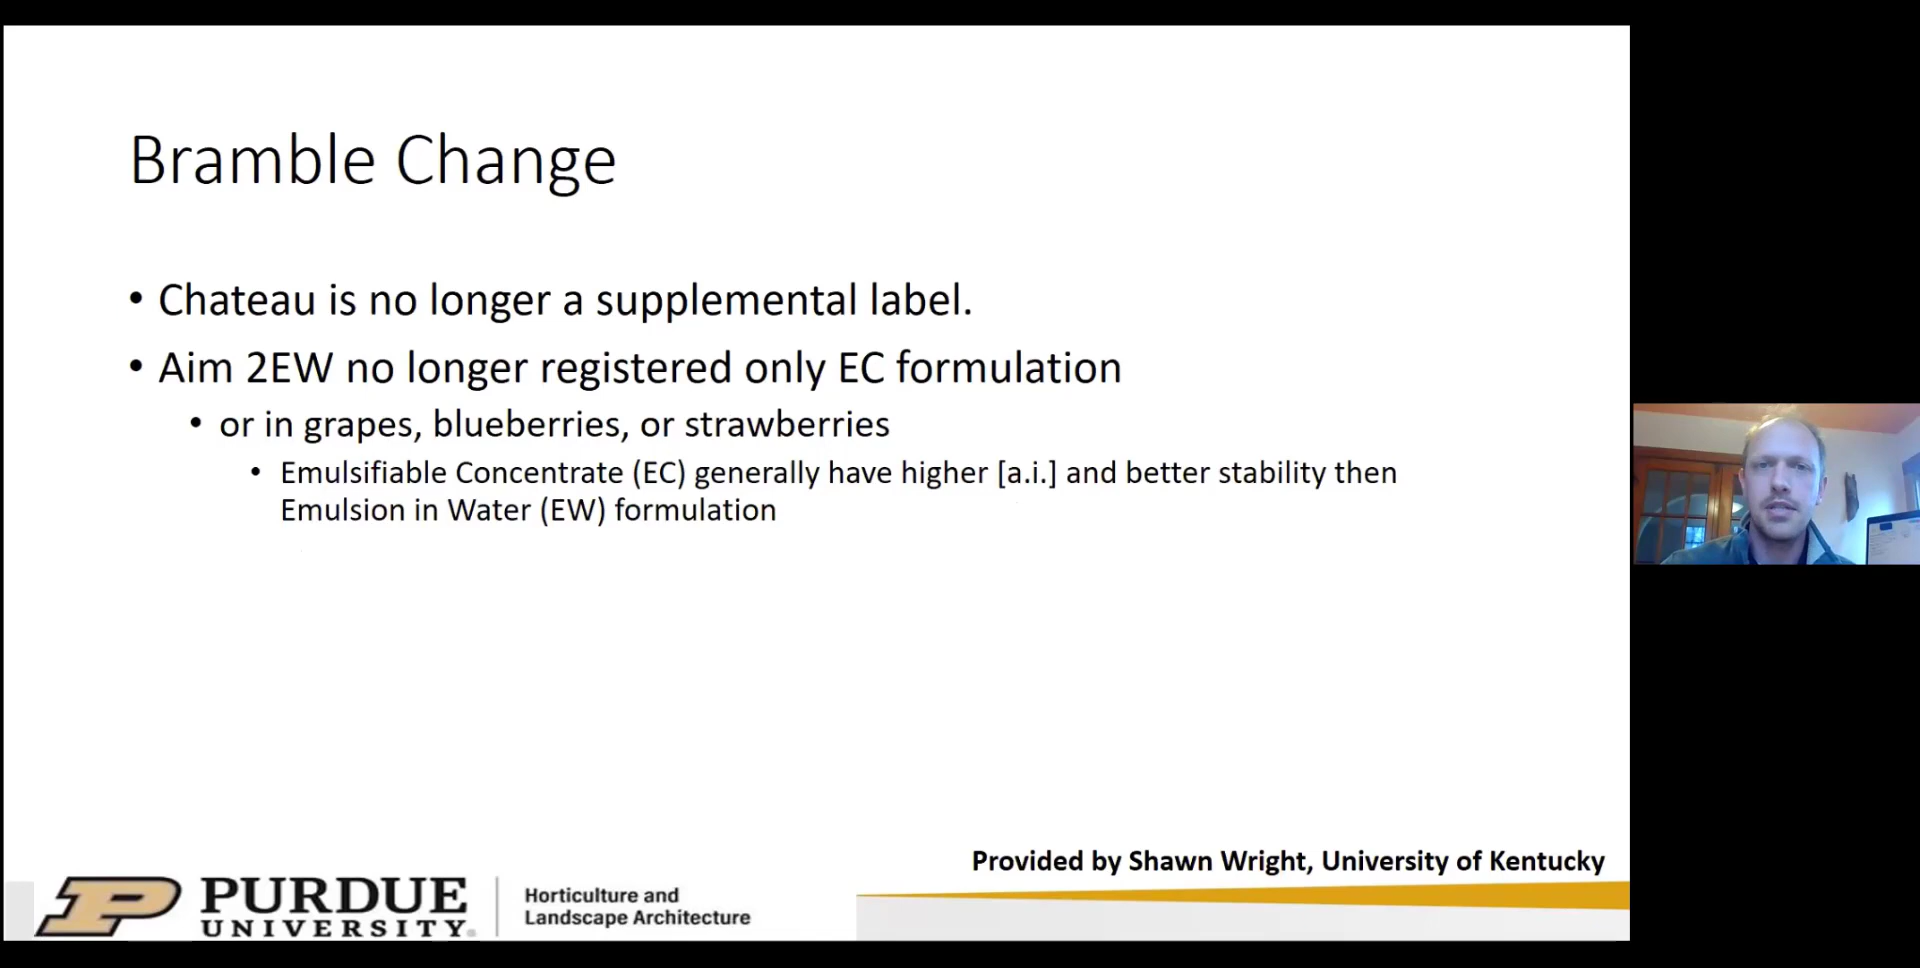 Bramble Change
• Chateau is no longer a supplemental label.
• Aim 2EW no longer registered only EC formulation
• or in grapes, blueberries, or strawberries
• Emulsifiable Concentrate (EC) generally have higher [a.i.] and better stability then
Emulsion in Water (EW) formulation
Provided by Shawn Wright, University of Kentucky
PURDUE
UNIVERSITY®
Horticulture and
Landscape Architecture